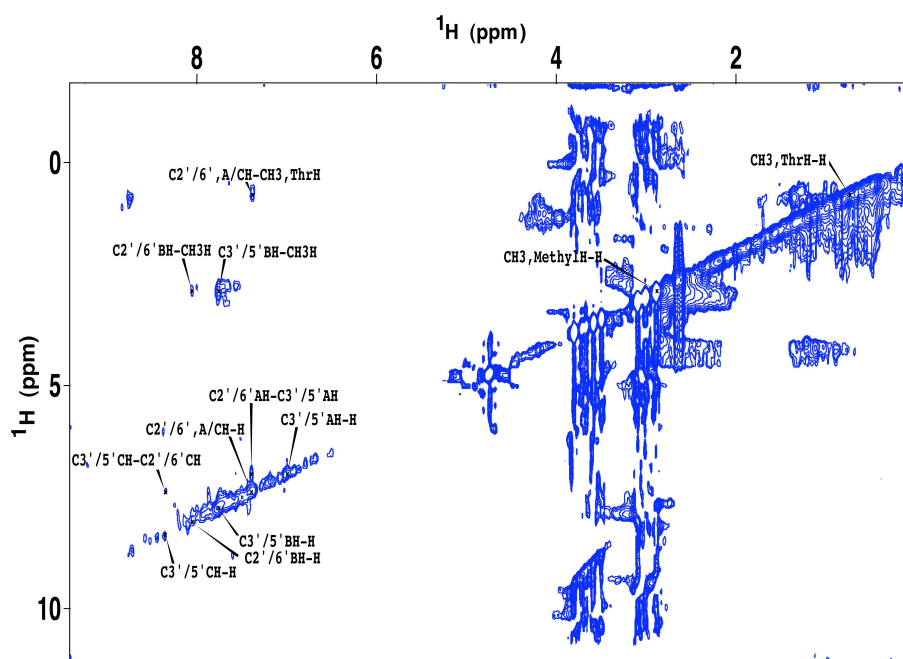 1H (ppm)
8 6 4 2
0
5
10
1H (ppm)
C2'/6',A/CH-CH3,ThrH
CH3,ThrH-H
C2'/6'BH-CH3H C3'/5'BH-CH3H
CH3,MethylH-H
C2'/6'AH-C3'/5'AH
C3'/5'AH-H
C2'/6',A/CH-H
C3'/5'CH-C2'/6'CH
C3'/5'BH-H
C2'/6'BH-H
C3'/5'CH-H